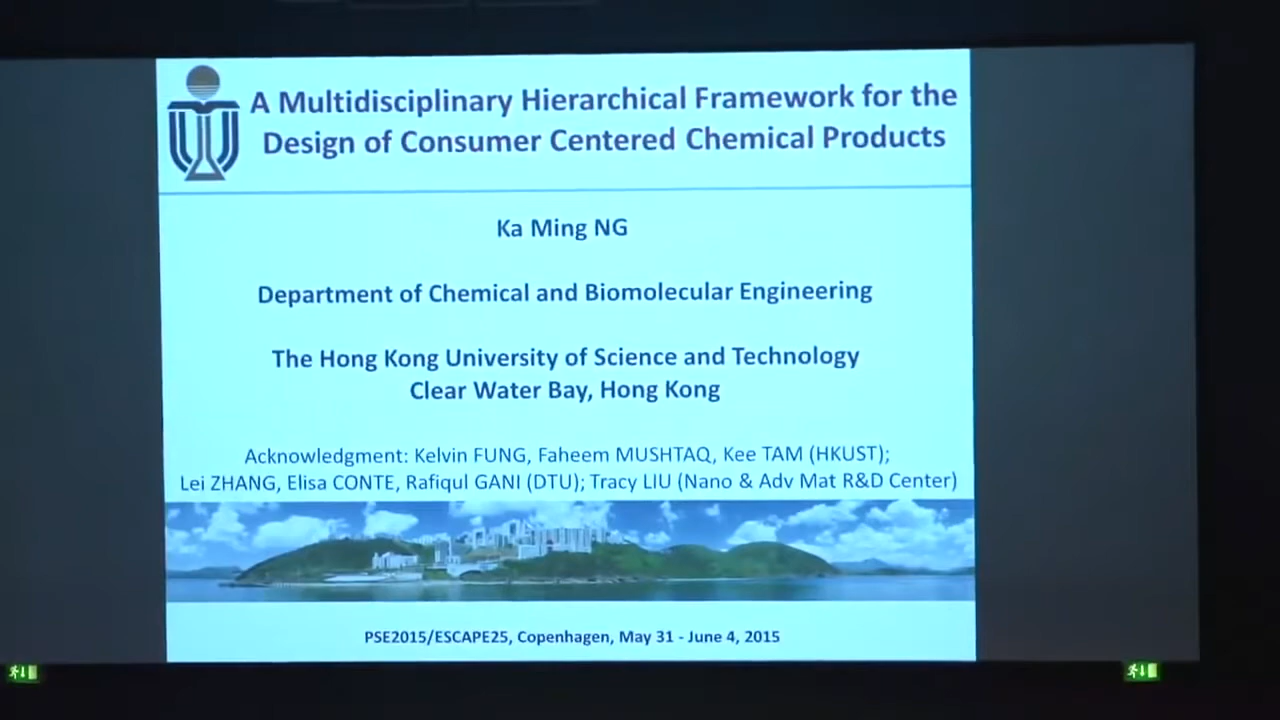 A Multidisciplinary Hierarchical Framework for the
Design of Consumer Centered Chemical Products
Ka Ming NG
Department of Chemical and Biomolecular Engineering
The Hong Kong University of Science and Technology
Clear Water Bay, Hong Kong
Acknowledgment: Kelvin FUNG, Faheem MUSHTAQ, Kee TAM (HKUST);
Lei ZHANG, Elisa CONTE, Rafiqul GANI (DTU); Tracy LIU (Nano & Adv Mat R&D Center)
PSE2015/ESCAPE25, Copenhagen, May 31 - June 4, 2015